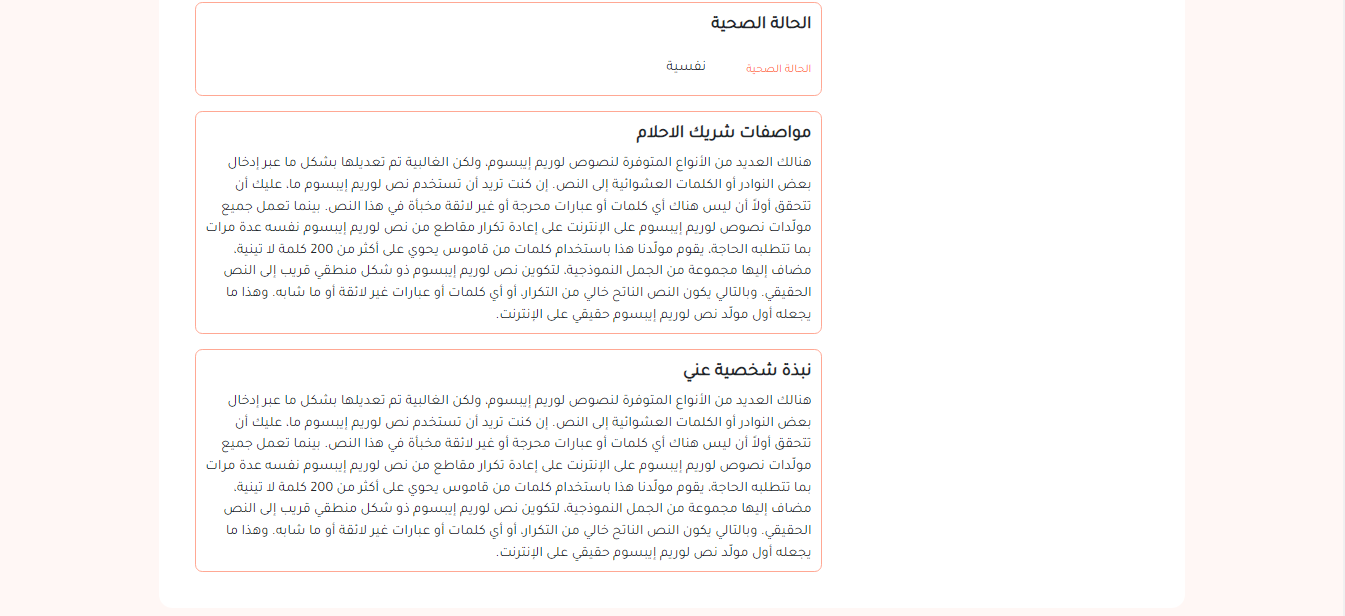 الحالة الصحية
الحالة الصحية نفسية
مواصفات شريك الاحلام
هنالك العديد من الأنواع المتوفرة لنصوص لوريم إيبسوم، ولكن الغالبية تم تعديلها بشكل ما عبر إدخال
بعض النوادر أو الكلمات العشوائية إلى النص. إن كنت تريد أن تستخدم نص لوريم إيبسوم ما، عليك أن
تتحقق أولاً أن ليس هناك أي كلمات أو عبارات محرجة أو غير لائقة مخبأة في هذا النص. بينما تعمل جميع
مولّدات نصوص لوريم إيبسوم على الإنترنت على إعادة تكرار مقاطع من نص لوريم إيبسوم نفسه عدة مرات
بما تتطلبه الحاجة، يقوم مولّدنا هذا باستخدام كلمات من قاموس يحوي على أكثر من 200 كلمة لا تينية،
مضاف إليها مجموعة من الجمل النموذجية، لتكوين نص لوريم إيبسوم ذو شكل منطقي قريب إلى النص
الحقيقي. وبالتالي يكون النص الناتح خالي من التكرار، أو أي كلمات أو عبارات غير لائقة أو ما شابه. وهذا ما
يجعله أول مولّد نص لوريم إيبسوم حقيقي على الإنترنت.
نبذة شخصية عني
هنالك العديد من الأنواع المتوفرة لنصوص لوريم إيبسوم، ولكن الغالبية تم تعديلها بشكل ما عبر إدخال
بعض النوادر أو الكلمات العشوائية إلى النص. إن كنت تريد أن تستخدم نص لوريم إيبسوم ما، عليك أن
تتحقق أولاً أن ليس هناك أي كلمات أو عبارات محرجة أو غير لائقة مخبأة في هذا النص. بينما تعمل جميع
مولّدات نصوص لوريم إيبسوم على الإنترنت على إعادة تكرار مقاطع من نص لوريم إيبسوم نفسه عدة مرات
بما تتطلبه الحاجة، يقوم مولّدنا هذا باستخدام كلمات من قاموس يحوي على أكثر من 200 كلمة لا تينية،
مضاف إليها مجموعة من الجمل النموذجية، لتكوين نص لوريم إيبسوم ذو شكل منطقي قريب إلى النص
الحقيقي. وبالتالي يكون النص الناتح خالي من التكرار، أو أي كلمات أو عبارات غير لائقة أو ما شابه. وهذا ما
يجعله أول مولّد نص لوريم إيبسوم حقيقي على الإنترنت.